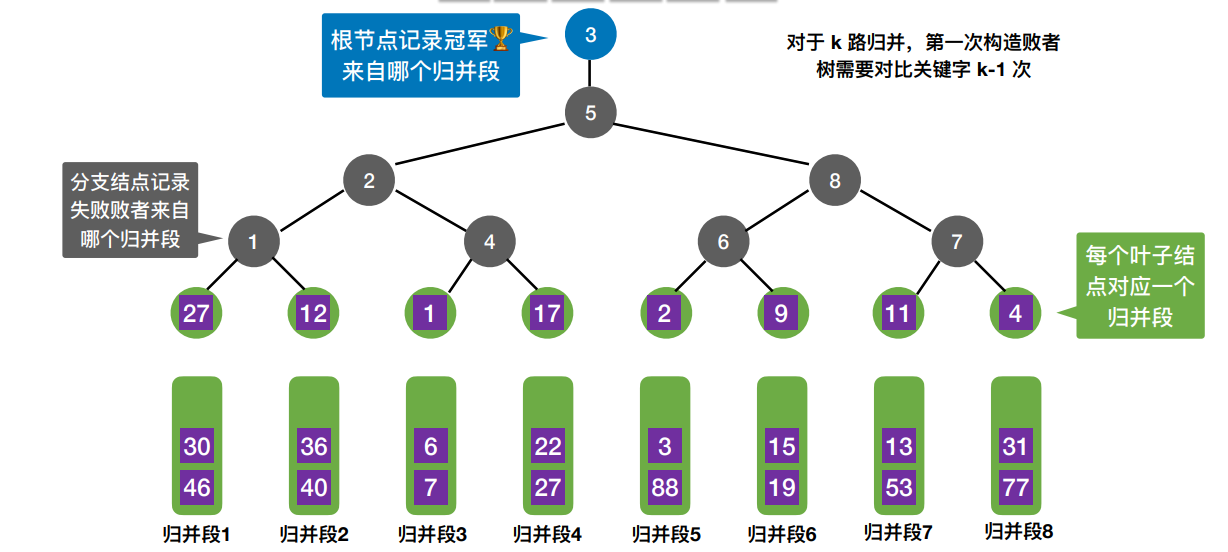 根节点记录冠军🏆
来自哪个归并段
3
对于 k 路归并，第一次构造败者
树需要对比关键字 k-1 次
5
2
8
分支结点记录
失败败者来自
哪个归并段
1
4
6
7
每个叶子结
点对应一个
归并段
27
12
1
17
2
9
11
4
30
36
6
22
3
15
13
31
46
40
7
27
88
19
53
77
归并段1
归并段2
归并段3
归并段4
归并段5
归并段6
归并段7
归并段8